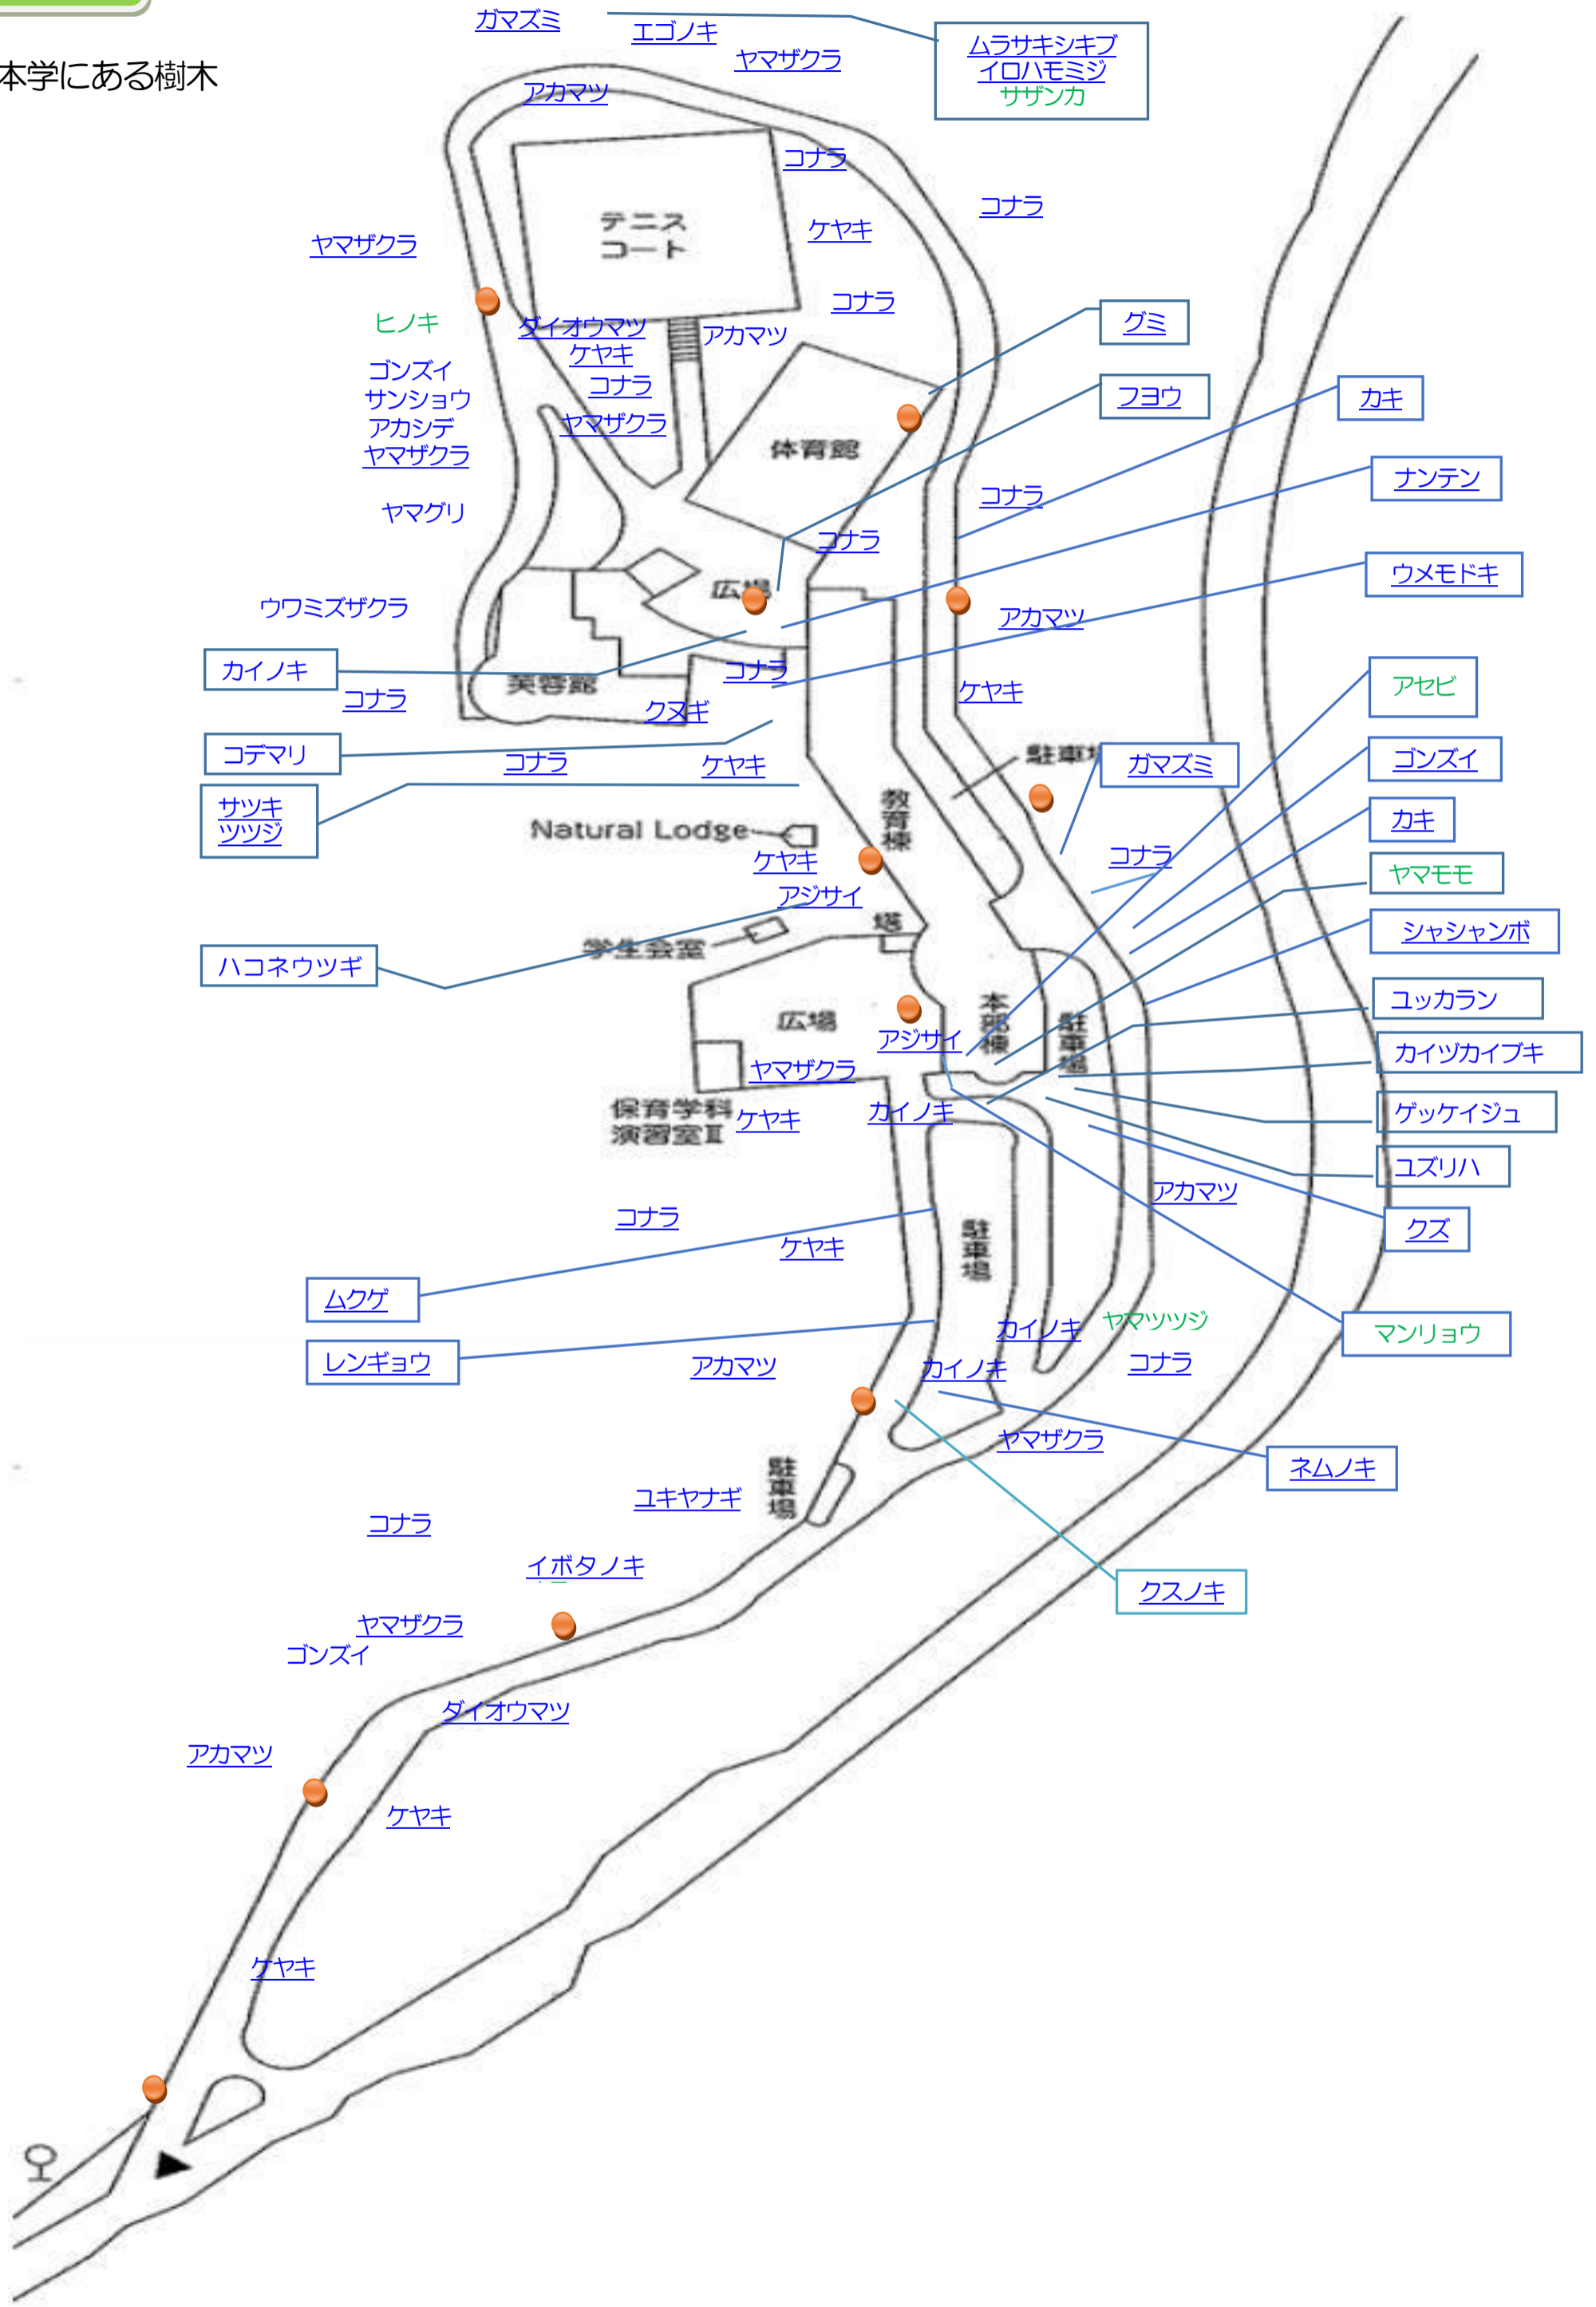 本学にある樹木
ガマズミ
エゴノキ
ヤマザクラ
ムラサキシキブ
イロハモミジ
サザンカ
アカマツ
コナラ
コナラ
テニス
コート
ケヤキ
ヤマザクラ
コナラ
ヒノキ
ダイオウマツ
アカマツ
グミ
ケヤキ
ゴンズイ
コナラ
フヨウ
カキ
サンショウ
アカシデ
ヤマザクラ
ヤマザクラ
体育館
ナンテン
コナラ
ヤマグリ
コナラ
ウメモドキ
広場
ウワミズザクラ
アカマツ
カイノキ
コナラ
芙蓉館
アセビ
ケヤキ
コナラ
クヌギ
コデマリ
コナラ
ケヤキ
駐車場
ガマズミ
ゴンズイ
サツキ
ツツジ
教育棟
カキ
Natural Lodge
ケヤキ
コナラ
ヤマモモ
アジサイ
塔
シャシャンボ
学生会室
ハコネウツギ
ユッカラン
広場
本部棟
駐車場
アジサイ
カイヅカイブキ
ヤマザクラ
保育学科
演習室Ⅱ
ケヤキ
カイノキ
ゲッケイジュ
ユズリハ
アカマツ
コナラ
クズ
ケヤキ
駐車場
ムクゲ
カイノキ
ヤマツツジ
マンリョウ
レンギョウ
アカマツ
カイノキ
コナラ
ヤマザクラ
ネムノキ
駐車場
ユキヤナギ
コナラ
イボタノキ
クスノキ
ヤマザクラ
ゴンズイ
ダイオウマツ
アカマツ
ケヤキ
ケヤキ